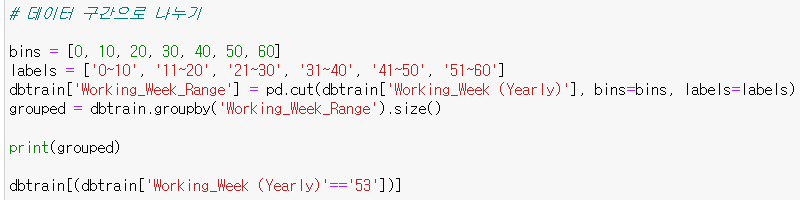 # 데이터 구간으로 나누기
bins = [0, 10, 20, 30, 40, 50, 60]
labels = ['0~10', '11~20', '21~30', '31~40', '41~50', '51~60']
dbtrain['Working_Week_Range'] = pd.cut(dbtrain['Working_Week (Yearly)'], bins=bins, labels=labels)
grouped = dbtrain.groupby('Working_Week_Range').size()
print(grouped)
dbtrain[(dbtrain['Working_Week (Yearly)'=='53'])]